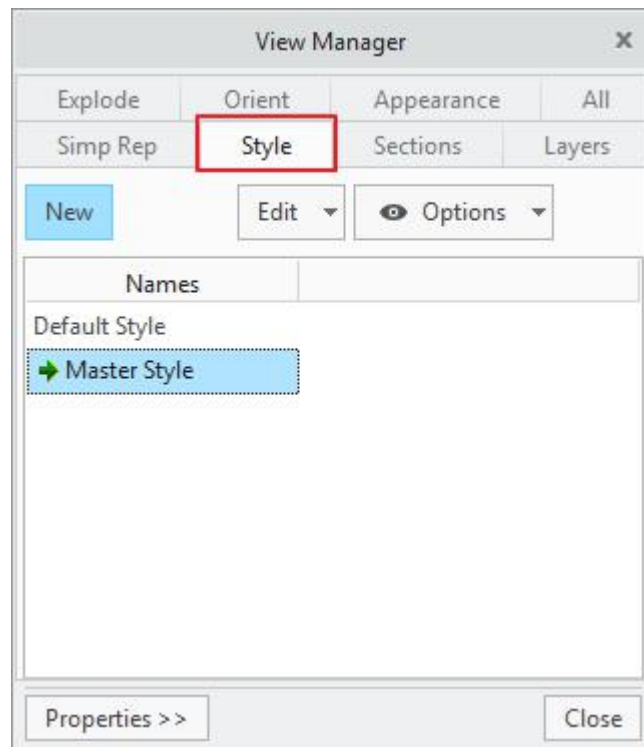 View Manager
Explode Orient Appearance All
Simp Rep Style Sections Layers
New Edit Options
Names
Default Style
Master Style
Properties >> Close